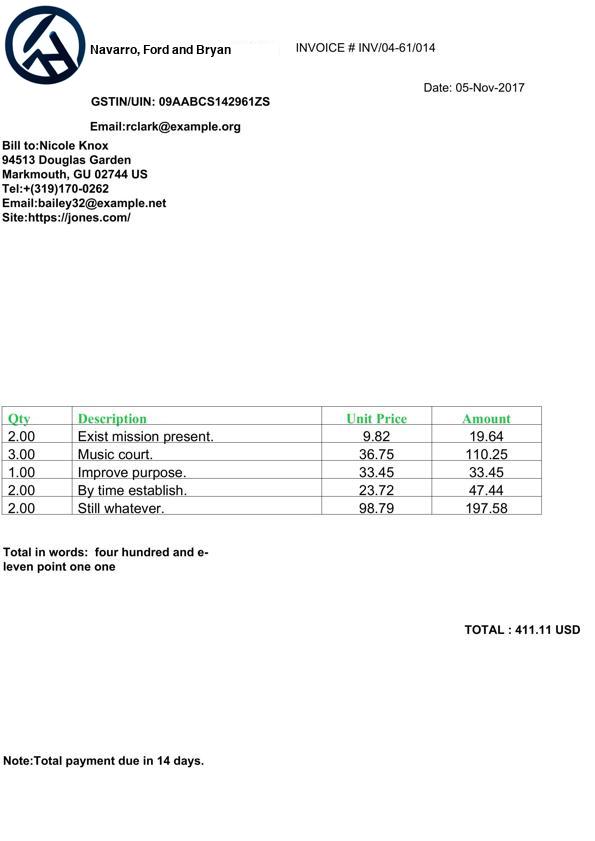 Navarro, Ford and Bryan
INVOICE # INV/04-61/014
Date: 05-Nov-2017
GSTIN/UIN: 09AABCS142961ZS
Email:rclark@example.org
Bill to:Nicole Knox
94513 Douglas Garden
Markmouth, GU 02744 US
Tel:+(319)170-0262
Email:bailey32@example.net
Site:https://jones.com/
Qty Description Unit Price Amount
2.00 Exist mission present. 9.82 19.64
3.00 Music court. 36.75 110.25
1.00 Improve purpose. 33.45 33.45
2.00 By time establish. 23.72 47.44
2.00 Still whatever. 98.79 197.58
Total in words: four hundred and e-
leven point one one
TOTAL : 411.11 USD
Note:Total payment due in 14 days.